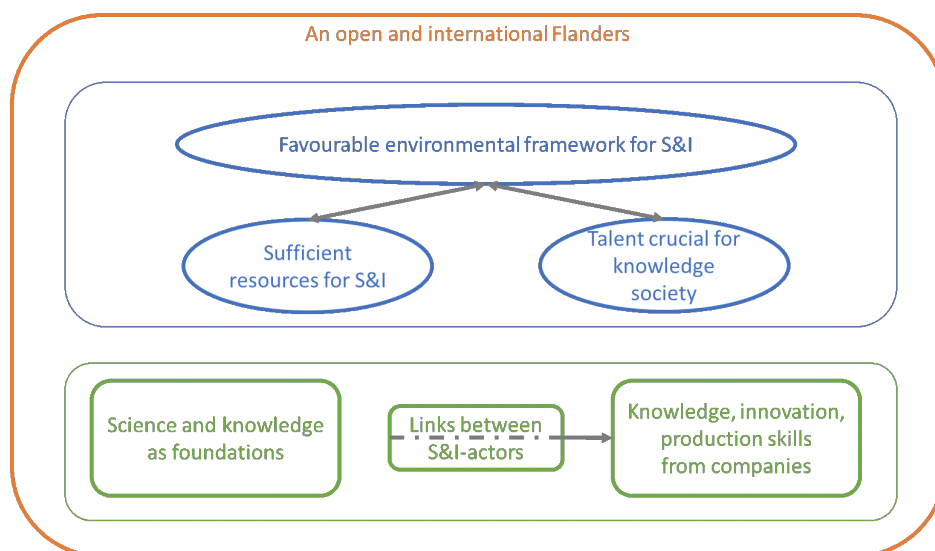 An open and international Flanders
Favourable environmental framework for S&I
Sufficient
resources for S&I
Talent crucial for
knowledge
society
Science and knowledge
as foundations
Links between
S&I-actors
Knowledge, innovation,
production skills
from companies